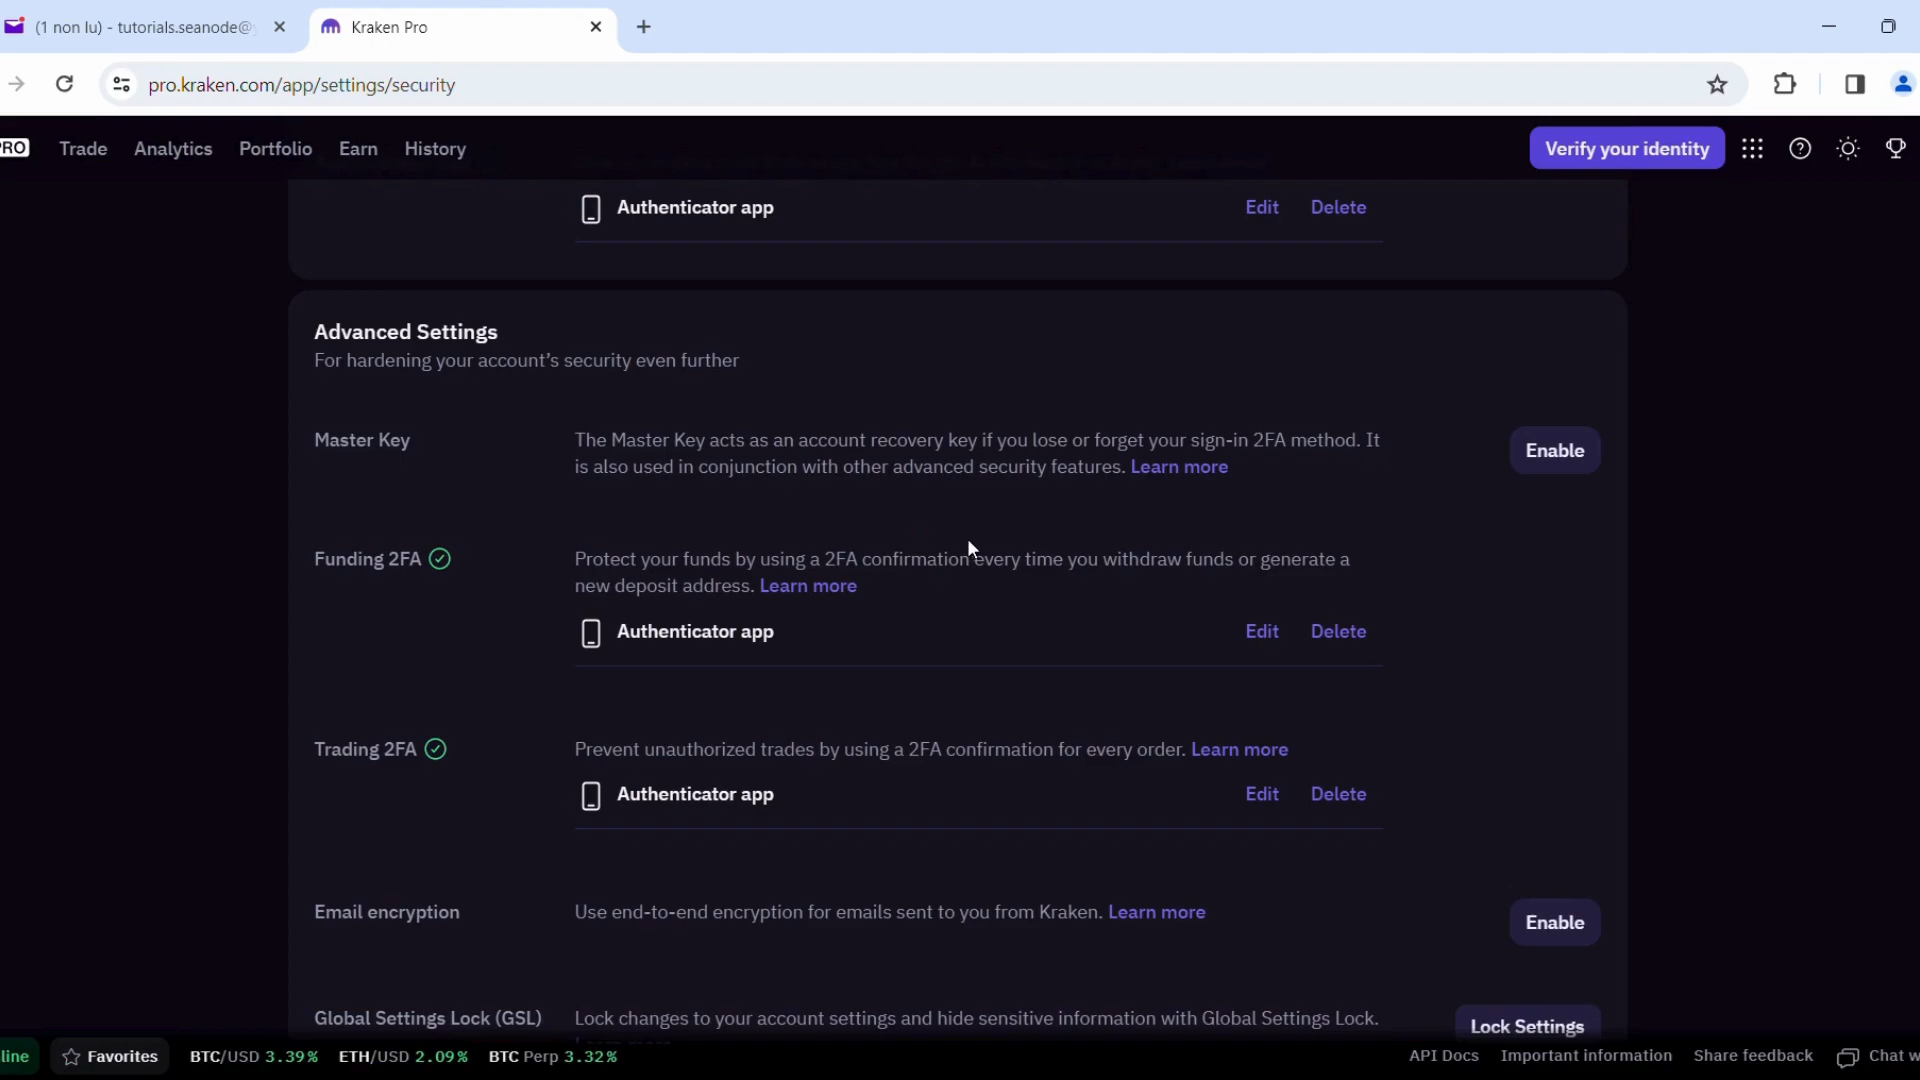 (1 non lu) - tutorials.seanode@
Kraken Pro
pro.kraken.com/app/settings/security
PRO
Trade
Analytics
Portfolio
Earn
History
Verify your identity
Authenticator app
Edit
Delete
Advanced Settings
For hardening your account's security even further
Master Key
The Master Key acts as an account recovery key if you lose or forget your sign-in 2FA method. It
is also used in conjunction with other advanced security features. Learn more
Enable
Funding 2FA
Protect your funds by using a 2FA confirmation every time you withdraw funds or generate a
new deposit address. Learn more
Authenticator app
Edit
Delete
Trading 2FA
Prevent unauthorized trades by using a 2FA confirmation for every order. Learn more
Authenticator app
Edit
Delete
Email encryption
Use end-to-end encryption for emails sent to you from Kraken. Learn more
Enable
Global Settings Lock (GSL)
Lock changes to your account settings and hide sensitive information with Global Settings Lock.
Lock Settings
line
Favorites
BTC/USD 3.39%
ETH/USD 2.09%
BTC Perp 3.32%
API Docs
Important information
Share feedback
Chat w